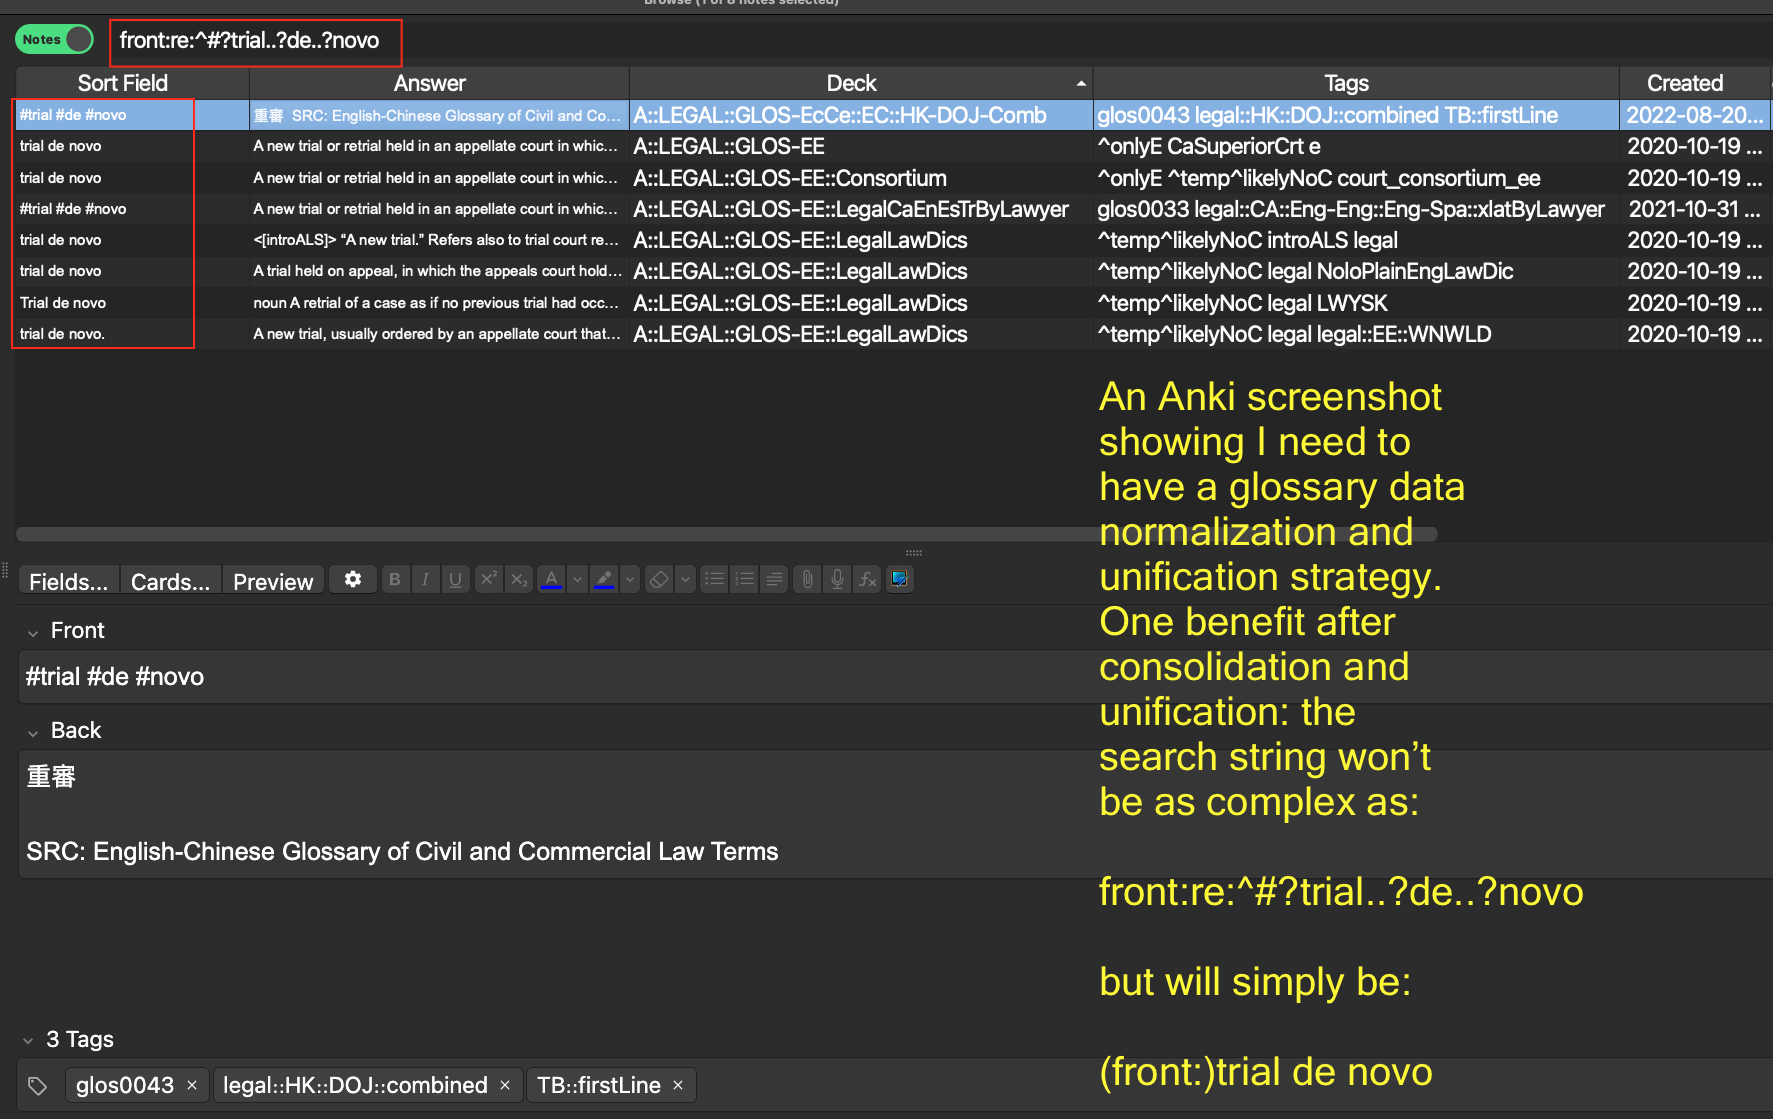 Browse (1 of 8 notes selected)
Notes
front:re:^#?trial..?de..?novo
Sort Field Answer Deck Tags Created
#trial #de #novo 重審 SRC: English-Chinese Glossary of Civil and Co... A::LEGAL::GLOS-EcCe::EC::HK-DOJ-Comb glos0043 legal::HK::DOJ::combined TB::firstLine 2022-08-20...
trial de novo A new trial or retrial held in an appellate court in whic... A::LEGAL::GLOS-EE ^onlyE CaSuperiorCrt e 2020-10-19 ...
trial de novo A new trial or retrial held in an appellate court in whic... A::LEGAL::GLOS-EE::Consortium ^onlyE ^temp^likelyNoC court_consortium_ee 2020-10-19 ...
#trial #de #novo A new trial or retrial held in an appellate court in whic... A::LEGAL::GLOS-EE::LegalCaEnEsTrByLawyer glos0033 legal::CA::Eng-Eng::Eng-Spa::xlatByLawyer 2021-10-31 ...
trial de novo <[introALS]> “A new trial.” Refers also to trial court re... A::LEGAL::GLOS-EE::LegalLawDics ^temp^likelyNoC introALS legal 2020-10-19 ...
trial de novo A trial held on appeal, in which the appeals court hold... A::LEGAL::GLOS-EE::LegalLawDics ^temp^likelyNoC legal NoloPlainEngLawDic 2020-10-19 ...
Trial de novo noun A retrial of a case as if no previous trial had occ... A::LEGAL::GLOS-EE::LegalLawDics ^temp^likelyNoC legal LWYSK 2020-10-19 ...
trial de novo. A new trial, usually ordered by an appellate court that... A::LEGAL::GLOS-EE::LegalLawDics ^temp^likelyNoC legal legal::EE::WNWLD 2020-10-19 ...
An Anki screenshot
showing I need to
have a glossary data
normalization and
unification strategy.
One benefit after
consolidation and
unification: the
search string won’t
be as complex as:
front:re:^#?trial..?de..?novo
but will simply be:
(front:)trial de novo
Fields... Cards... Preview B I U x² x₂ A fx
Front
#trial #de #novo
Back
重審
SRC: English-Chinese Glossary of Civil and Commercial Law Terms
3 Tags
glos0043 × legal::HK::DOJ::combined × TB::firstLine ×